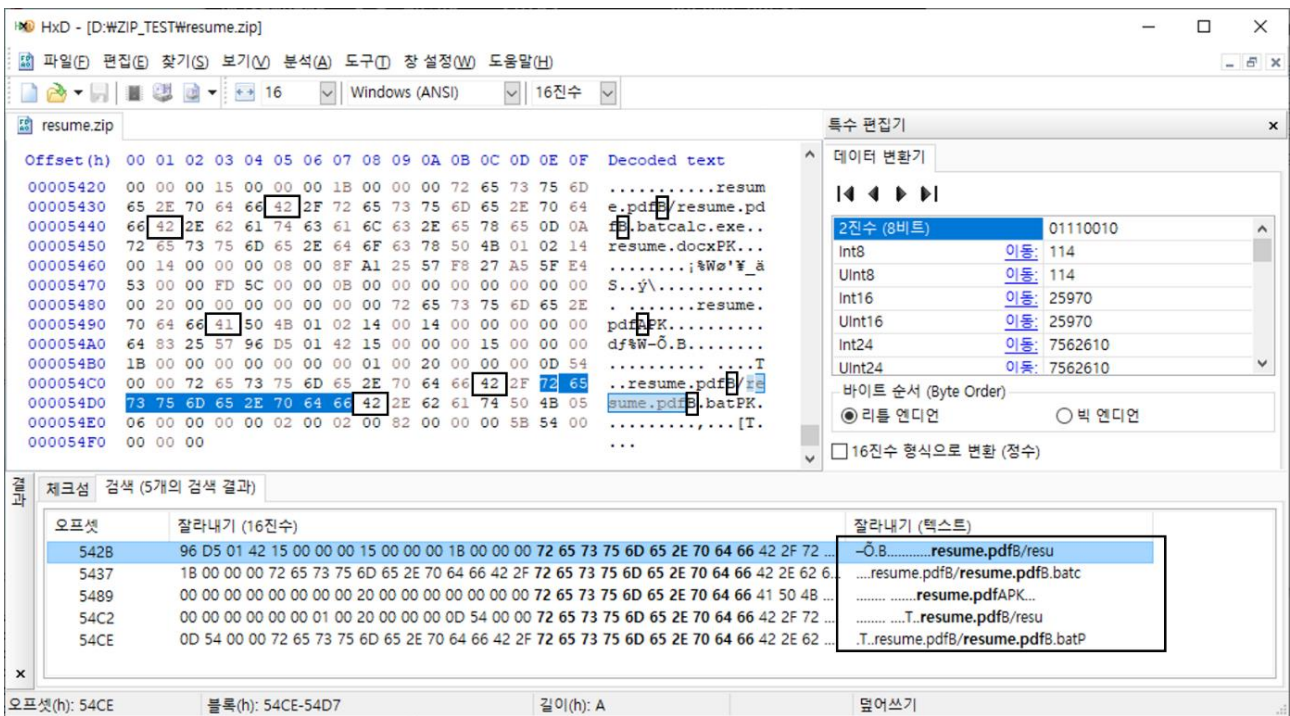 HxD - [D:₩ZIP_TEST₩resume.zip]
파일(F) 편집(E) 찾기(S) 보기(V) 분석(A) 도구(T) 창 설정(W) 도움말(H)
16 Windows (ANSI) 16진수
resume.zip
특수 편집기
데이터 변환기
Offset(h) 00 01 02 03 04 05 06 07 08 09 0A 0B 0C 0D 0E 0F Decoded text
00005420 00 00 00 15 00 00 00 1B 00 00 00 72 65 73 75 6D ...........resum
00005430 65 2E 70 64 66 42 2F 72 65 73 75 6D 65 2E 70 64 e.pdfB/resume.pd
00005440 66 42 2E 62 61 74 63 61 6C 63 2E 65 78 65 0D 0A fB.batcalc.exe..
00005450 72 65 73 75 6D 65 2E 64 6F 63 78 50 4B 01 02 14 resume.docxPK...
00005460 00 14 00 00 00 08 00 8F A1 25 57 F8 27 A5 5F E4 ........¡%Wø'¥_ä
00005470 53 00 00 FD 5C 00 00 0B 00 00 00 00 00 00 00 00 S..ý\...........
00005480 00 20 00 00 00 00 00 00 00 72 65 73 75 6D 65 2E . .......resume.
00005490 70 64 66 41 50 4B 01 02 14 00 14 00 00 00 00 00 pdfAPK..........
000054A0 64 83 25 57 96 D5 01 42 15 00 00 00 15 00 00 00 dƒ%W–Õ.B........
000054B0 1B 00 00 00 00 00 00 00 01 00 20 00 00 00 0D 54 .......... ....T
000054C0 00 00 72 65 73 75 6D 65 2E 70 64 66 42 2F 72 65 ..resume.pdfB/re
000054D0 73 75 6D 65 2E 70 64 66 42 2E 62 61 74 50 4B 05 sume.pdfB.batPK.
000054E0 06 00 00 00 00 02 00 02 00 82 00 00 00 5B 54 00 .........‚...[T.
000054F0 00 00 00 ...
2진수 (8비트) 01110010
Int8 이동: 114
UInt8 이동: 114
Int16 이동: 25970
UInt16 이동: 25970
Int24 이동: 7562610
UInt24 이동: 7562610
바이트 순서 (Byte Order)
리틀 엔디언 빅 엔디언
16진수 형식으로 변환 (정수)
결과
체크섬 검색 (5개의 검색 결과)
오프셋 잘라내기 (16진수) 잘라내기 (텍스트)
542B 96 D5 01 42 15 00 00 00 15 00 00 00 1B 00 00 00 72 65 73 75 6D 65 2E 70 64 66 42 2F 72 ... –Õ.B............resume.pdfB/resu
5437 1B 00 00 00 72 65 73 75 6D 65 2E 70 64 66 42 2F 72 65 73 75 6D 65 2E 70 64 66 42 2E 62 6... ....resume.pdfB/resume.pdfB.batc
5489 00 00 00 00 00 00 00 00 20 00 00 00 00 00 00 00 72 65 73 75 6D 65 2E 70 64 66 41 50 4B ... ........ .......resume.pdfAPK...
54C2 00 00 00 00 00 00 01 00 20 00 00 00 0D 54 00 00 72 65 73 75 6D 65 2E 70 64 66 42 2F 72 ... ........ ....T..resume.pdfB/resu
54CE 0D 54 00 00 72 65 73 75 6D 65 2E 70 64 66 42 2F 72 65 73 75 6D 65 2E 70 64 66 42 2E 62 ... .T..resume.pdfB/resume.pdfB.batP
오프셋(h): 54CE 블록(h): 54CE-54D7 길이(h): A 덮어쓰기